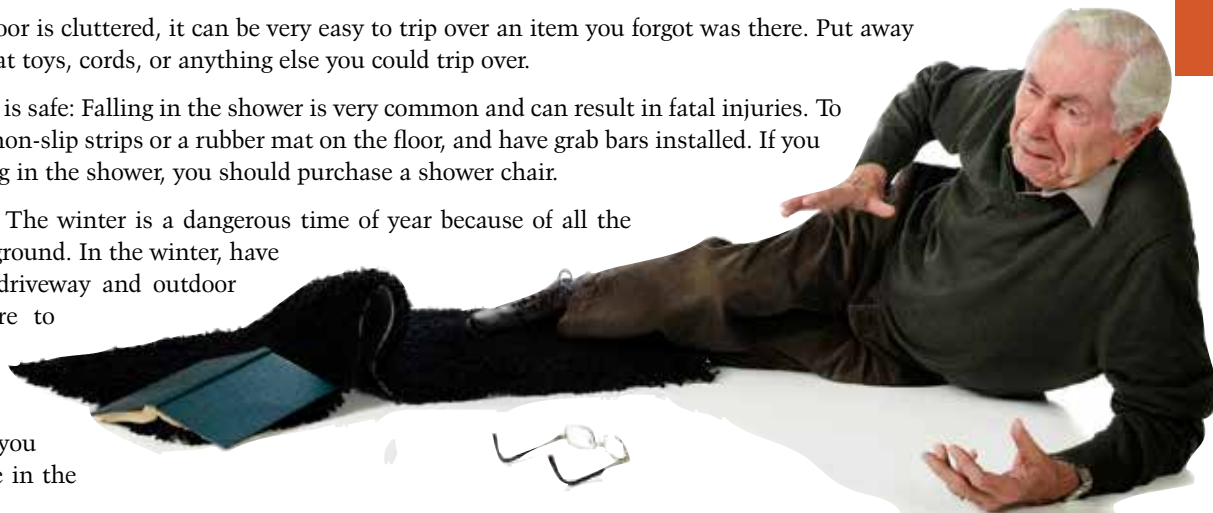 oor is cluttered, it can be very easy to trip over an item you forgot was there. Put away
at toys, cords, or anything else you could trip over.
is safe: Falling in the shower is very common and can result in fatal injuries. To
non-slip strips or a rubber mat on the floor, and have grab bars installed. If you
g in the shower, you should purchase a shower chair.
The winter is a dangerous time of year because of all the
ground. In the winter, have
driveway and outdoor
re to
you
e in the